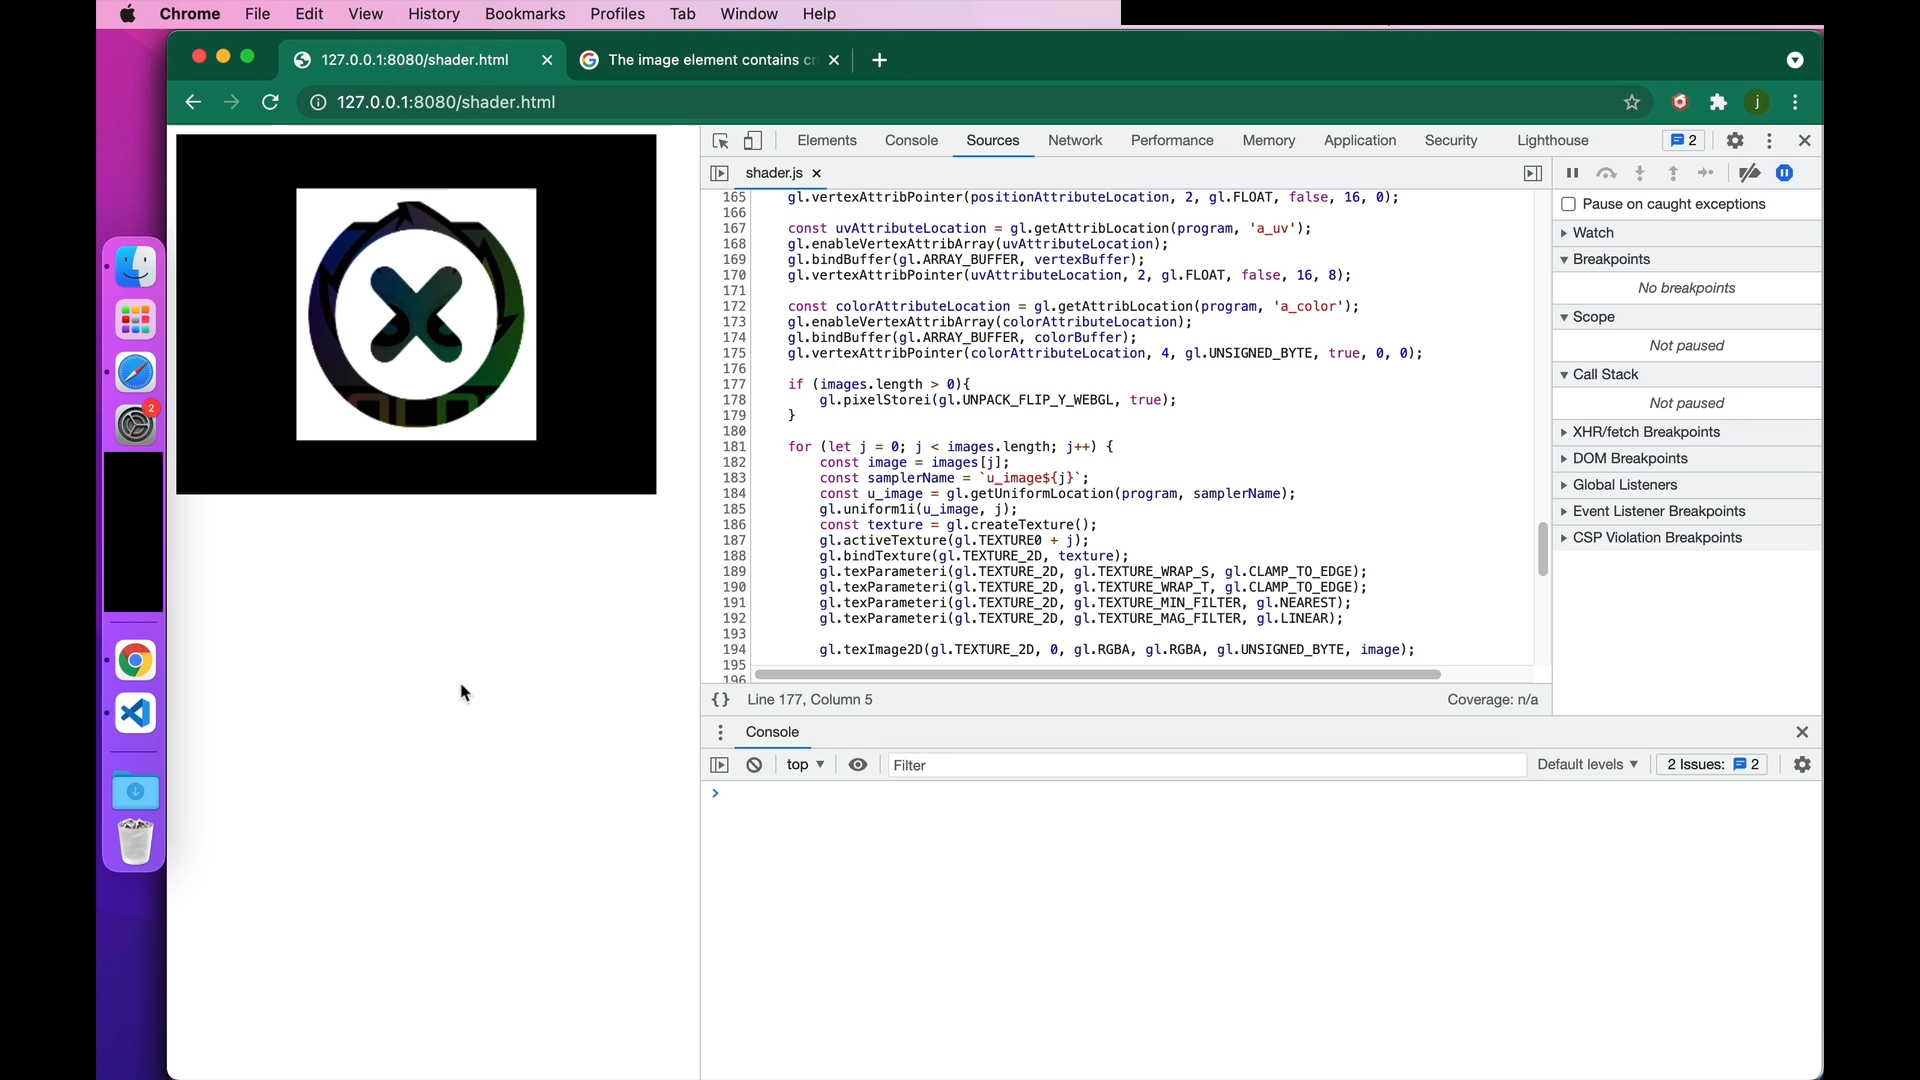 Chrome File Edit View History Bookmarks Profiles Tab Window Help
127.0.0.1:8080/shader.html
The image element contains
127.0.0.1:8080/shader.html
j
Elements Console Sources Network Performance Memory Application Security Lighthouse 2
shader.js
165 gl.vertexAttribPointer(positionAttributeLocation, 2, gl.FLOAT, false, 16, 0);
166
167 const uvAttributeLocation = gl.getAttribLocation(program, 'a_uv');
168 gl.enableVertexAttribArray(uvAttributeLocation);
169 gl.bindBuffer(gl.ARRAY_BUFFER, vertexBuffer);
170 gl.vertexAttribPointer(uvAttributeLocation, 2, gl.FLOAT, false, 16, 8);
171
172 const colorAttributeLocation = gl.getAttribLocation(program, 'a_color');
173 gl.enableVertexAttribArray(colorAttributeLocation);
174 gl.bindBuffer(gl.ARRAY_BUFFER, colorBuffer);
175 gl.vertexAttribPointer(colorAttributeLocation, 4, gl.UNSIGNED_BYTE, true, 0, 0);
176
177 if (images.length > 0){
178 gl.pixelStorei(gl.UNPACK_FLIP_Y_WEBGL, true);
179 }
180
181 for (let j = 0; j < images.length; j++) {
182 const image = images[j];
183 const samplerName = `u_image${j}`;
184 const u_image = gl.getUniformLocation(program, samplerName);
185 gl.uniform1i(u_image, j);
186 const texture = gl.createTexture();
187 gl.activeTexture(gl.TEXTURE0 + j);
188 gl.bindTexture(gl.TEXTURE_2D, texture);
189 gl.texParameteri(gl.TEXTURE_2D, gl.TEXTURE_WRAP_S, gl.CLAMP_TO_EDGE);
190 gl.texParameteri(gl.TEXTURE_2D, gl.TEXTURE_WRAP_T, gl.CLAMP_TO_EDGE);
191 gl.texParameteri(gl.TEXTURE_2D, gl.TEXTURE_MIN_FILTER, gl.NEAREST);
192 gl.texParameteri(gl.TEXTURE_2D, gl.TEXTURE_MAG_FILTER, gl.LINEAR);
193
194 gl.texImage2D(gl.TEXTURE_2D, 0, gl.RGBA, gl.RGBA, gl.UNSIGNED_BYTE, image);
195
196
{} Line 177, Column 5 Coverage: n/a
Pause on caught exceptions
Watch
Breakpoints
No breakpoints
Scope
Not paused
Call Stack
Not paused
XHR/fetch Breakpoints
DOM Breakpoints
Global Listeners
Event Listener Breakpoints
CSP Violation Breakpoints
Console
top Filter Default levels 2 Issues: 2
2